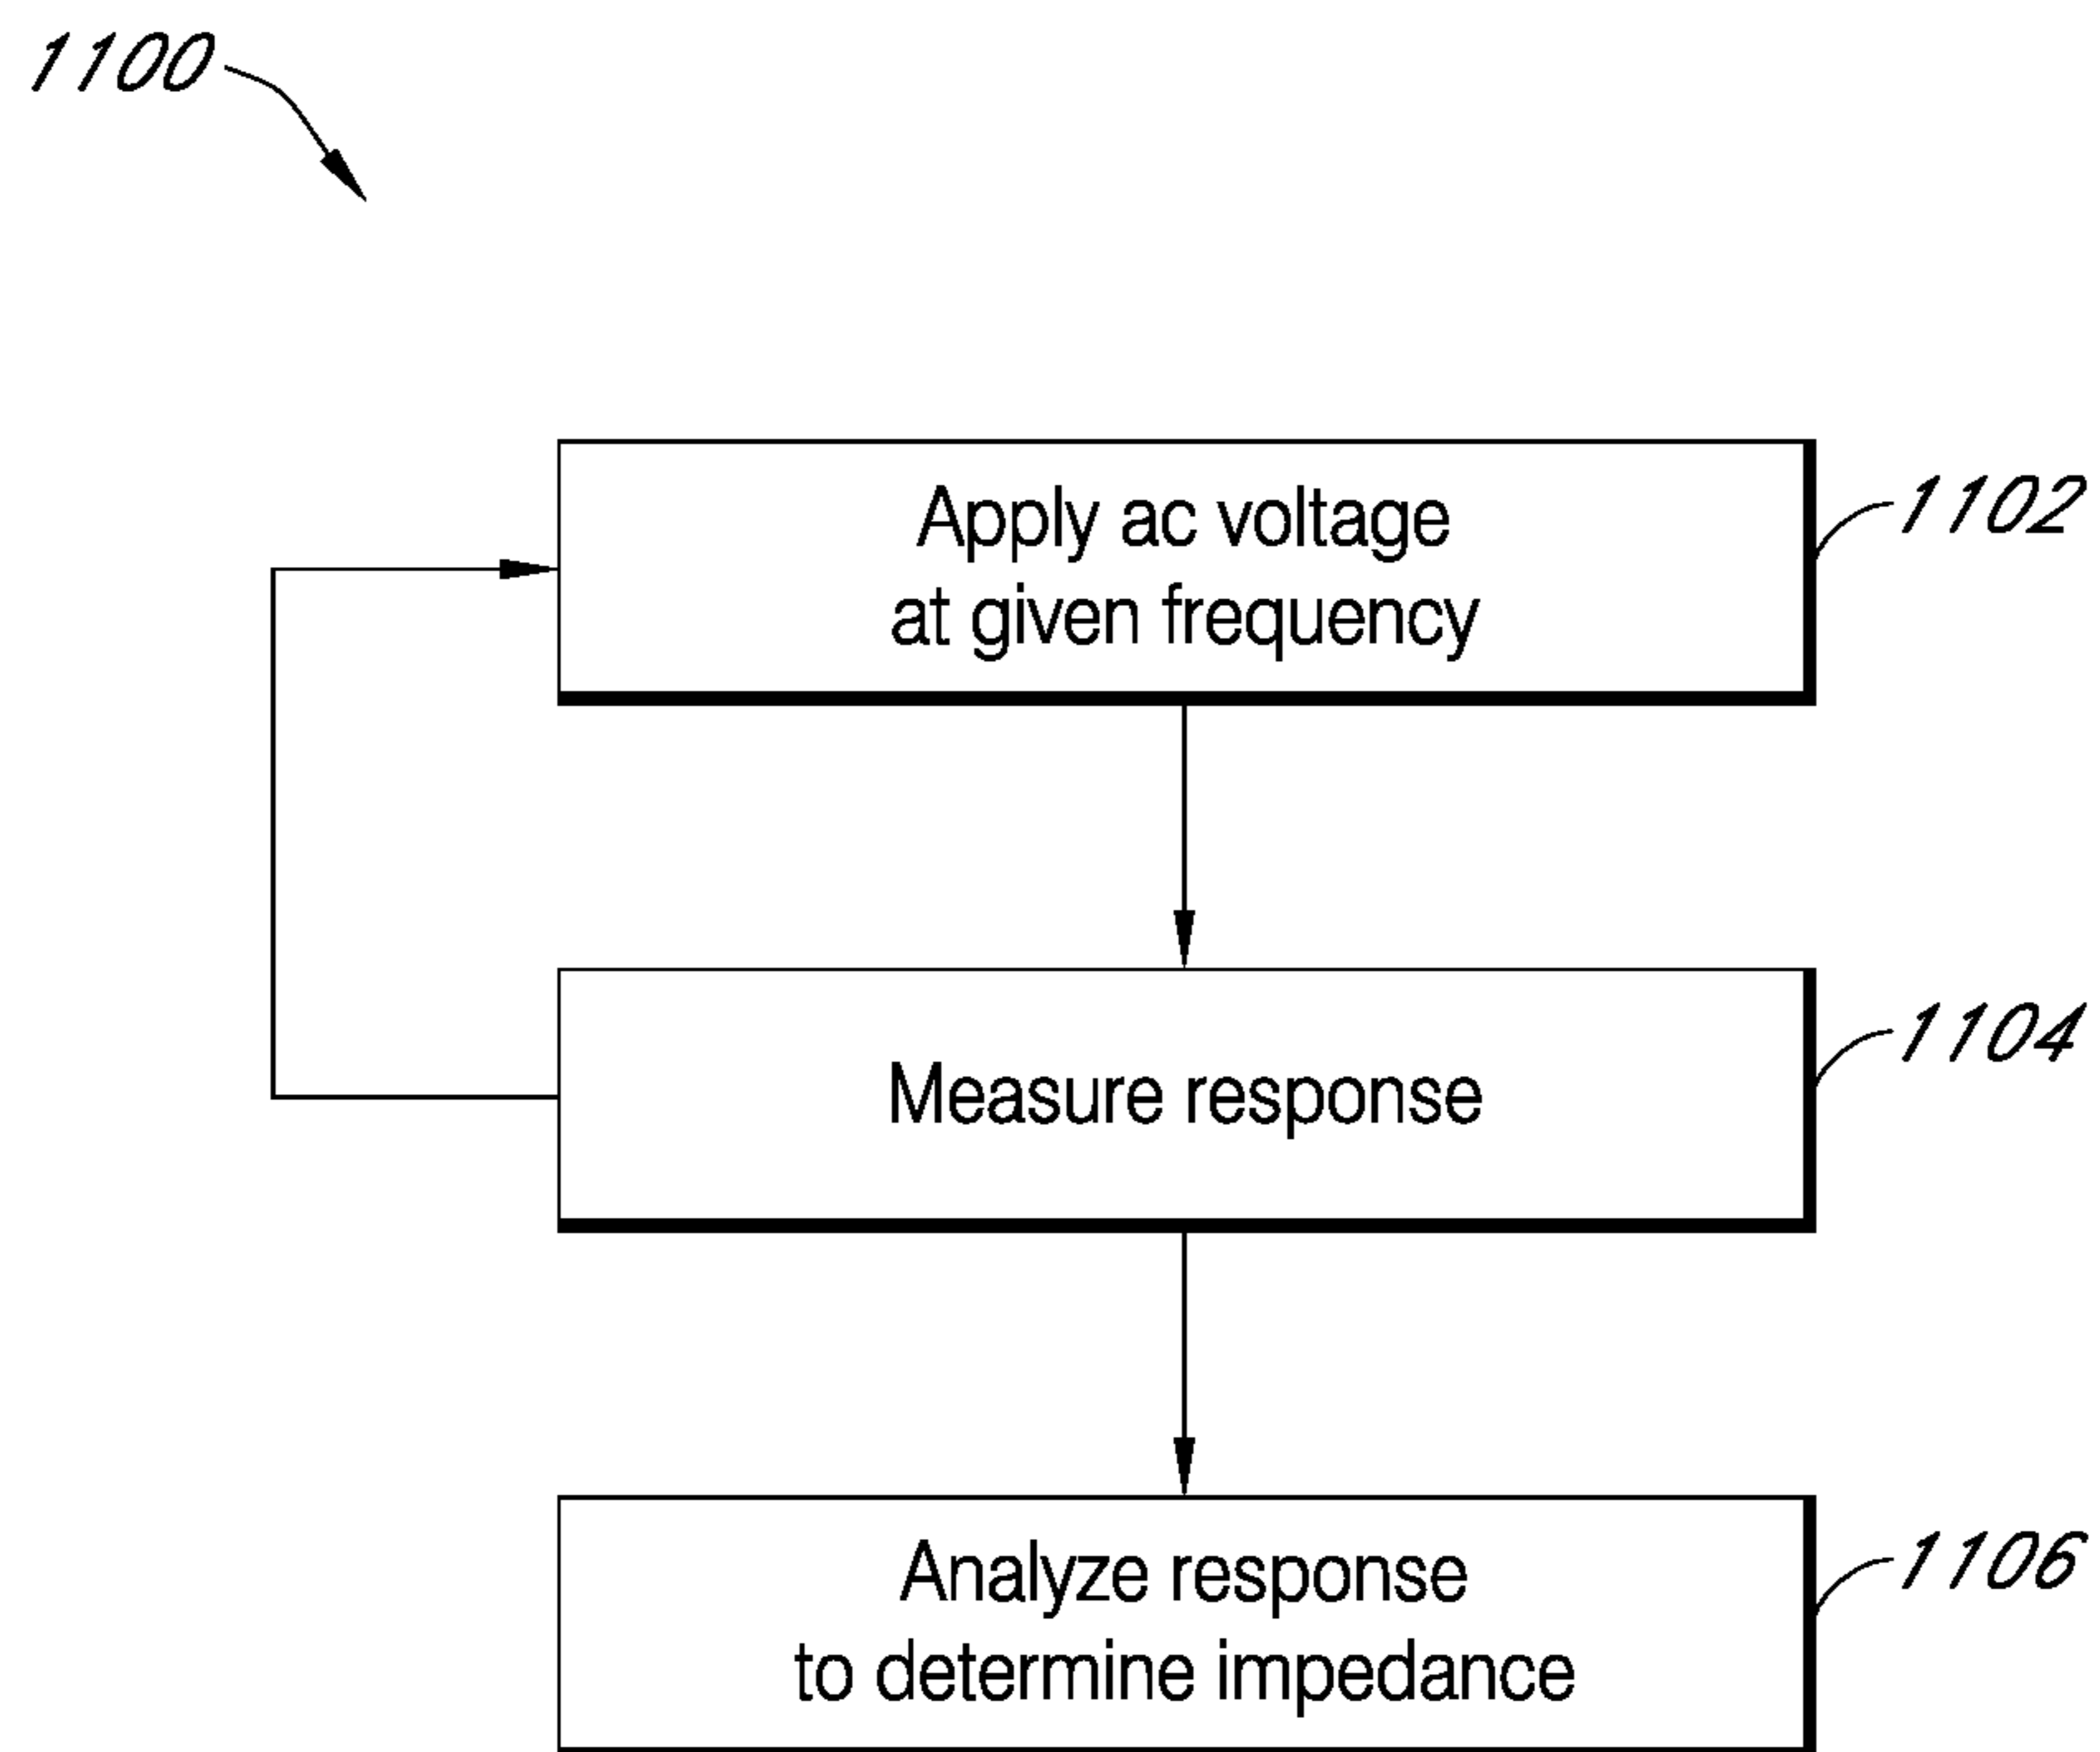 1100
Apply ac voltage
at given frequency
1102
Measure response
1104
Analyze response
to determine impedance
1106